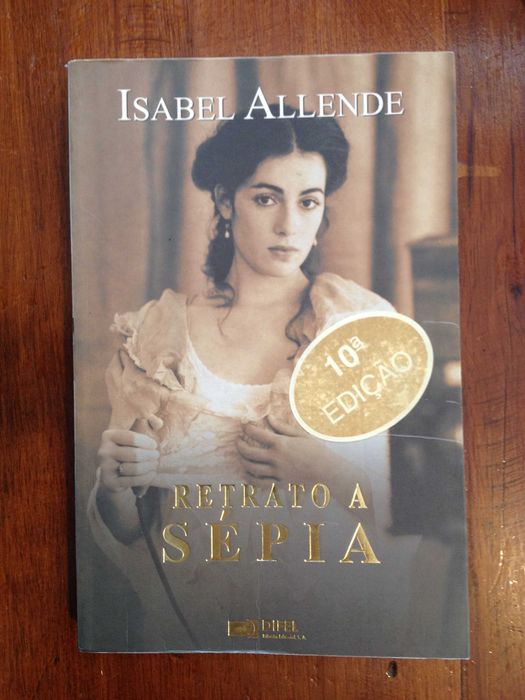 ISABEL ALLENDE
10ª
EDIÇÃO
RETRATO A
SÉPIA
DIFEL